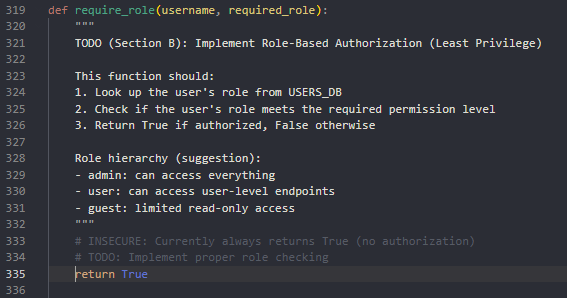 319 def require_role(username, required_role):
320 """
321 TODO (Section B): Implement Role-Based Authorization (Least Privilege)
322
323 This function should:
324 1. Look up the user's role from USERS_DB
325 2. Check if the user's role meets the required permission level
326 3. Return True if authorized, False otherwise
327
328 Role hierarchy (suggestion):
329 - admin: can access everything
330 - user: can access user-level endpoints
331 - guest: limited read-only access
332 """
333 # INSECURE: Currently always returns True (no authorization)
334 # TODO: Implement proper role checking
335 return True
336